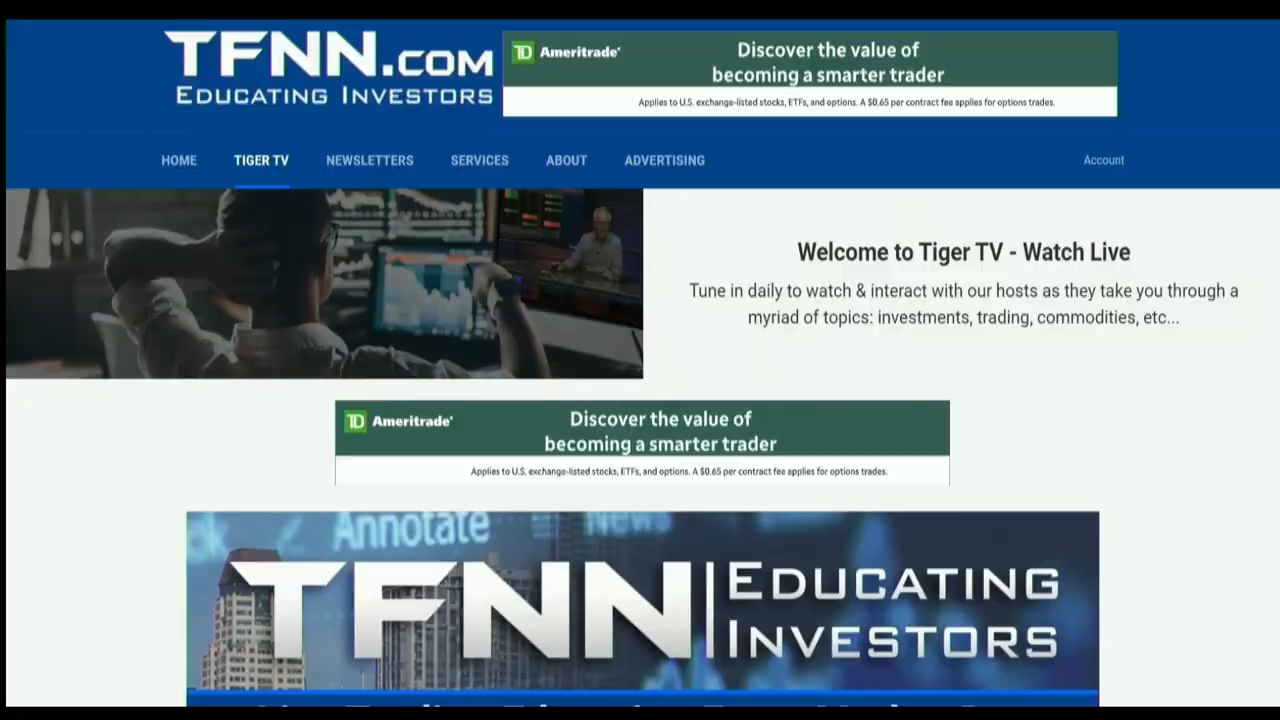 TFNN.COM
EDUCATING INVESTORS
TD Ameritrade
Discover the value of
becoming a smarter trader
Applies to U.S. exchange-listed stocks, ETFs, and options. A $0.65 per contract fee applies for options trades.
HOME TIGER TV NEWSLETTERS SERVICES ABOUT ADVERTISING Account
Welcome to Tiger TV - Watch Live
Tune in daily to watch & interact with our hosts as they take you through a
myriad of topics: investments, trading, commodities, etc...
TD Ameritrade
Discover the value of
becoming a smarter trader
Applies to U.S. exchange-listed stocks, ETFs, and options. A $0.65 per contract fee applies for options trades.
Annotate News
TFNN EDUCATING
INVESTORS